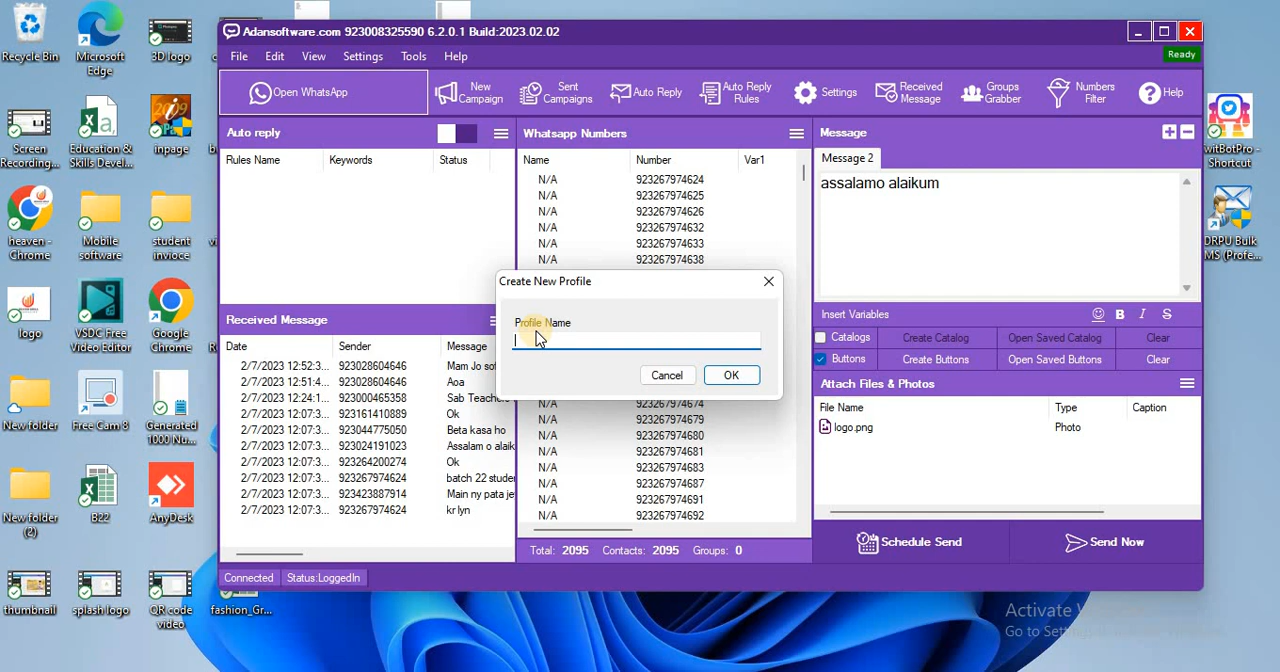 Recycle Bin
Microsoft
Edge
3D logo
Screen
Recording...
Education &
Skills Devel...
inpage
heaven -
Chrome
Mobile
software
student
invioce
logo
VSDC Free
Video Editor
Google
Chrome
New folder
Free Cam 8
Generated
1000 Nu...
New folder
(2)
B22
AnyDesk
thumbnail
splash logo
QR code
video
fashion_Gr...
Adansoftware.com 923008325590 6.2.0.1 Build:2023.02.02
File Edit View Settings Tools Help
Ready
Open WhatsApp
New
Campaign
Sent
Campaigns
Auto Reply
Auto Reply
Rules
Settings
Received
Message
Groups
Grabber
Numbers
Filter
Help
Auto reply
Rules Name Keywords Status
Received Message
Date Sender Message
2/7/2023 12:52:3... 923028604646 Mam Jo so
2/7/2023 12:51:4... 923028604646 Aoa
2/7/2023 12:24:1... 923000465358 Sab Teachers
2/7/2023 12:07:3... 923161410889 Ok
2/7/2023 12:07:3... 923044775050 Beta kasa ho
2/7/2023 12:07:3... 923024191023 Assalam o alaik
2/7/2023 12:07:3... 923264200274 Ok
2/7/2023 12:07:3... 923267974624 batch 22 stude
2/7/2023 12:07:3... 923423887914 Main ny pata je
2/7/2023 12:07:3... 923267974624 kr lyn
Connected Status:LoggedIn
Whatsapp Numbers
Name Number Var1
N/A 923267974624
N/A 923267974625
N/A 923267974626
N/A 923267974632
N/A 923267974633
N/A 923267974638
Create New Profile
Profile Name
Cancel OK
N/A 923267974674
N/A 923267974679
N/A 923267974680
N/A 923267974681
N/A 923267974683
N/A 923267974687
N/A 923267974691
N/A 923267974692
Total: 2095 Contacts: 2095 Groups: 0
Message
Message 2
assalamo alaikum
Insert Variables B I S
Catalogs Create Catalog Open Saved Catalog Clear
Buttons Create Buttons Open Saved Buttons Clear
Attach Files & Photos
File Name Type Caption
logo.png Photo
Schedule Send Send Now
witBotPro -
Shortcut
DRPU Bulk
MS (Profe...
Activate
Go to